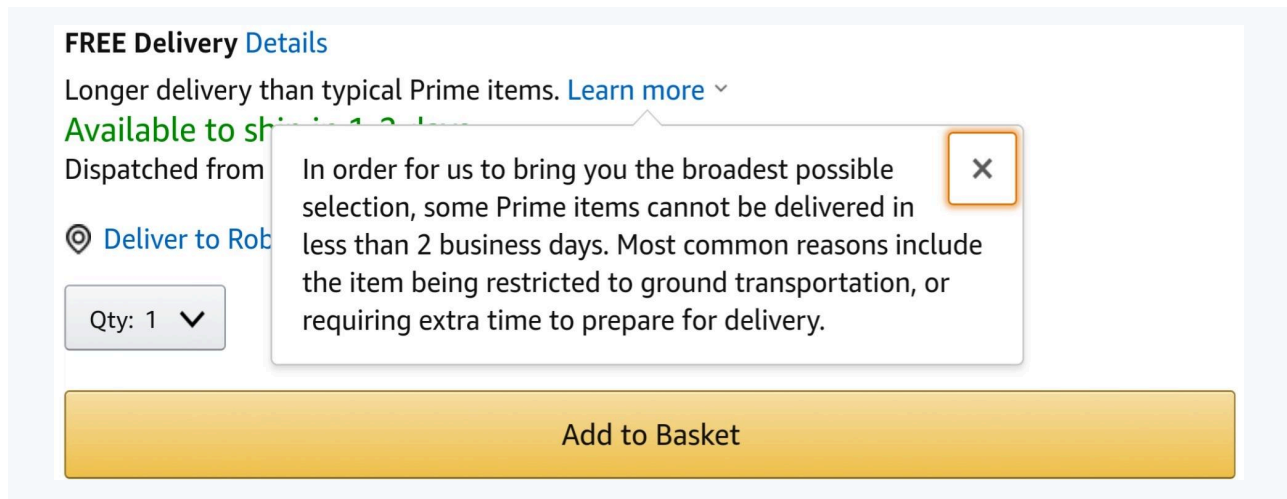 FREE Delivery Details
Longer delivery than typical Prime items. Learn more
Available to
Dispatched from
In order for us to bring you the broadest possible
selection, some Prime items cannot be delivered in
less than 2 business days. Most common reasons include
the item being restricted to ground transportation, or
requiring extra time to prepare for delivery.
Deliver to Rob
Qty: 1
Add to Basket